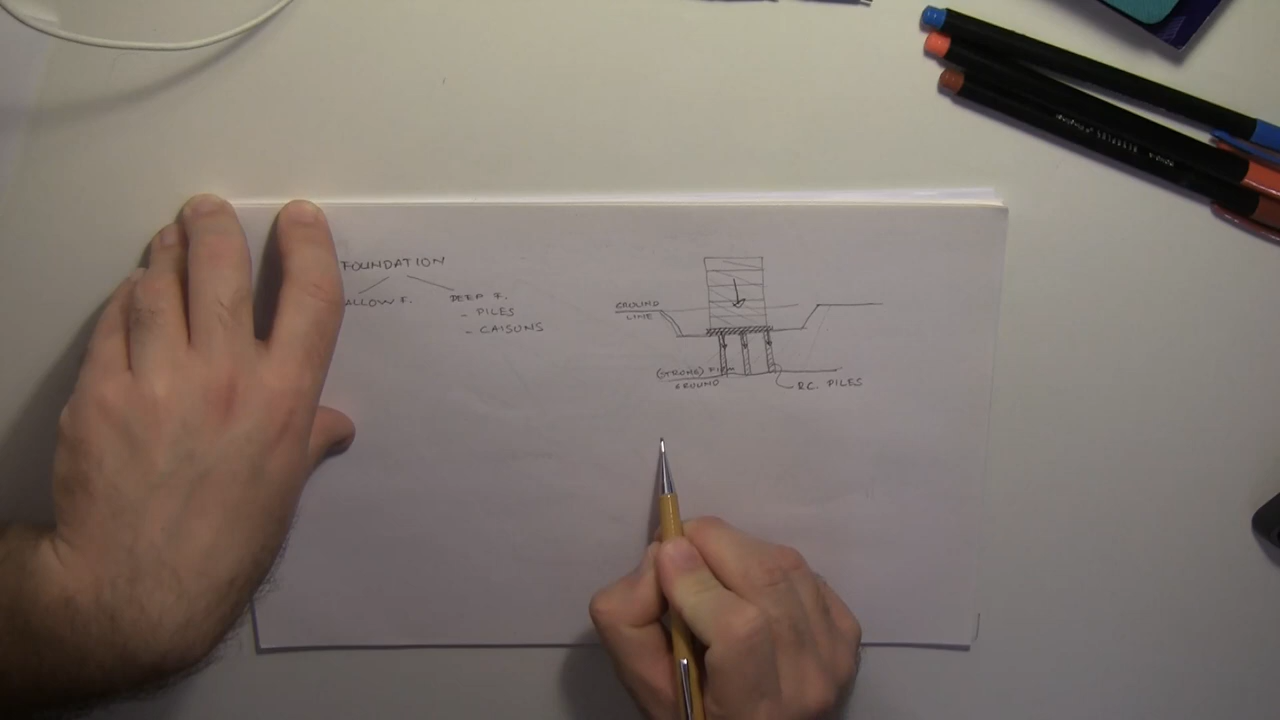 FOUNDATION
ALLOW F.
DEEP F.
- PILES
- CAISONS
GROUND
LINE
(STRONG) FIRM
GROUND
R.C. PILES